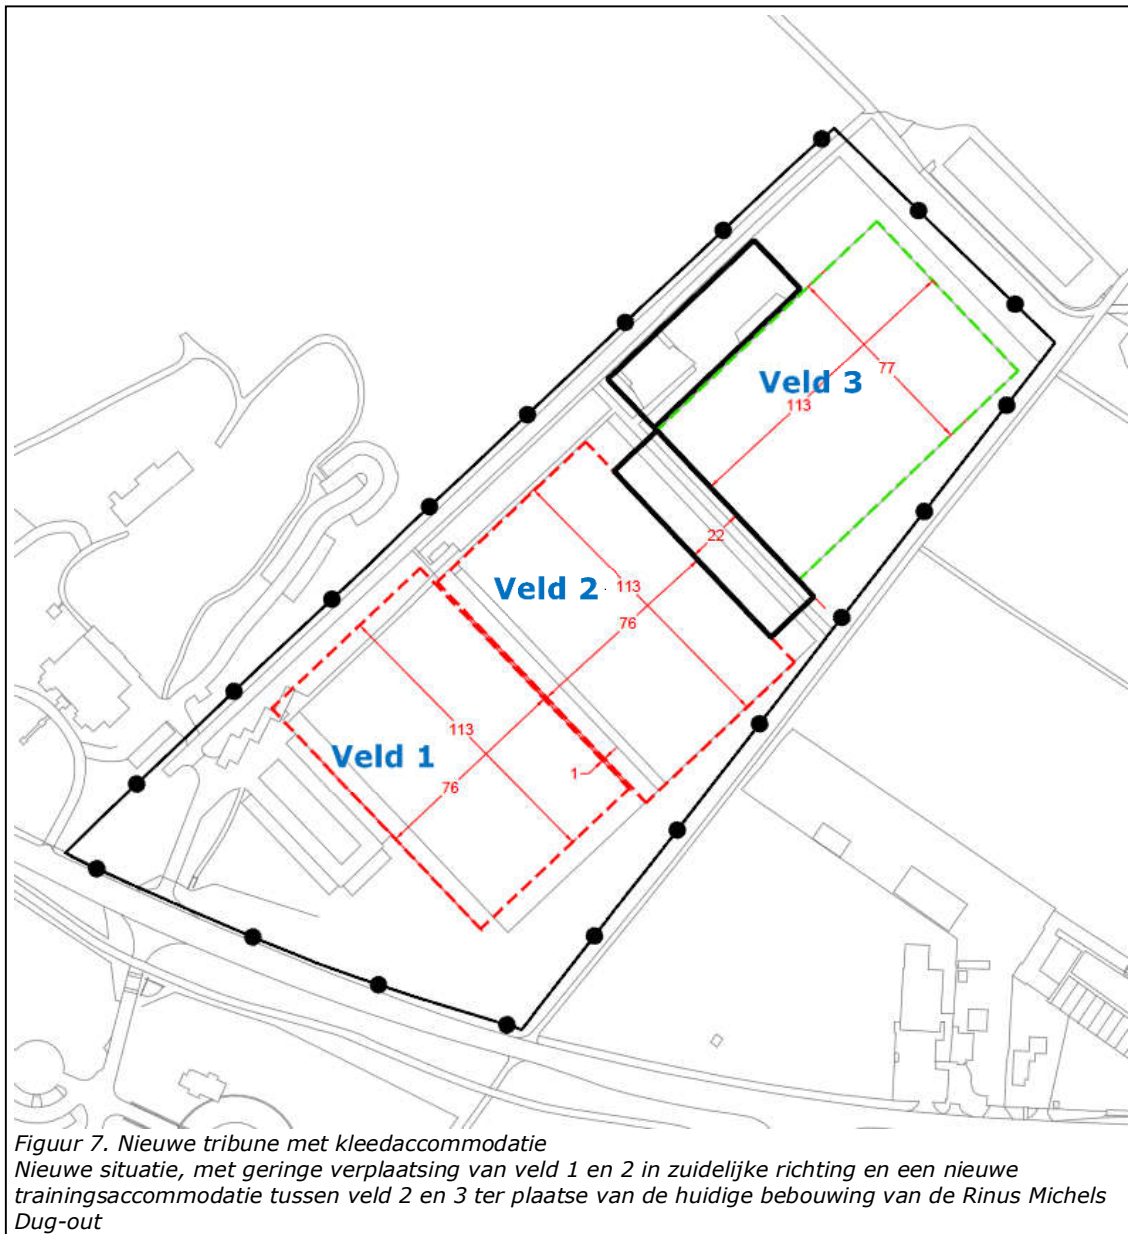 77
Veld 3
113
22
Veld 2
113
76
113
Veld 1
1
76
Figuur 7. Nieuwe tribune met kleedaccommodatie
Nieuwe situatie, met geringe verplaatsing van veld 1 en 2 in zuidelijke richting en een nieuwe
trainingsaccommodatie tussen veld 2 en 3 ter plaatse van de huidige bebouwing van de Rinus Michels
Dug-out